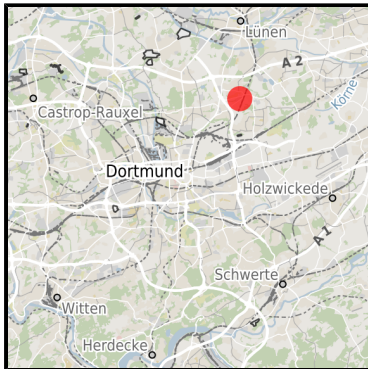 Lünen
A 2
Körne
Castrop-Rauxel
Dortmund
Holzwickede
A 1
Schwerte
Witten
Herdecke